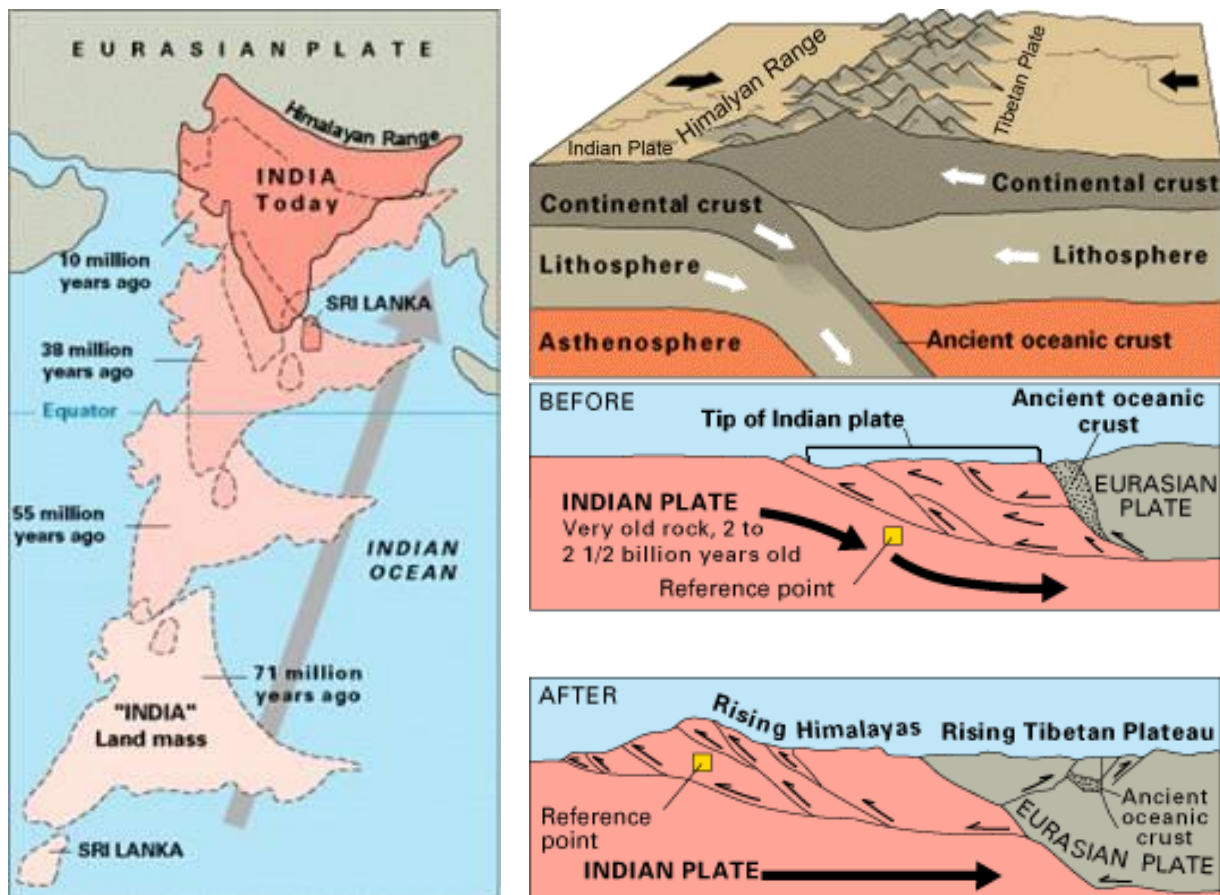 EURASIAN PLATE
Himalayan Range
INDIA
Today
10 million
years ago
SRI LANKA
38 million
years ago
Equator
55 million
years ago
INDIAN
OCEAN
71 million
years ago
"INDIA"
Land mass
SRI LANKA
Himalyan Range
Tibetan Plate
Indian Plate
Continental crust
Continental crust
Lithosphere
Lithosphere
Asthenosphere
Ancient oceanic crust
BEFORE
Tip of Indian plate
Ancient oceanic
crust
EURASIAN
PLATE
INDIAN PLATE
Very old rock, 2 to
2 1/2 billion years old
Reference point
AFTER
Rising Himalayas
Rising Tibetan Plateau
Reference
point
Ancient
oceanic
crust
EURASIAN PLATE
INDIAN PLATE